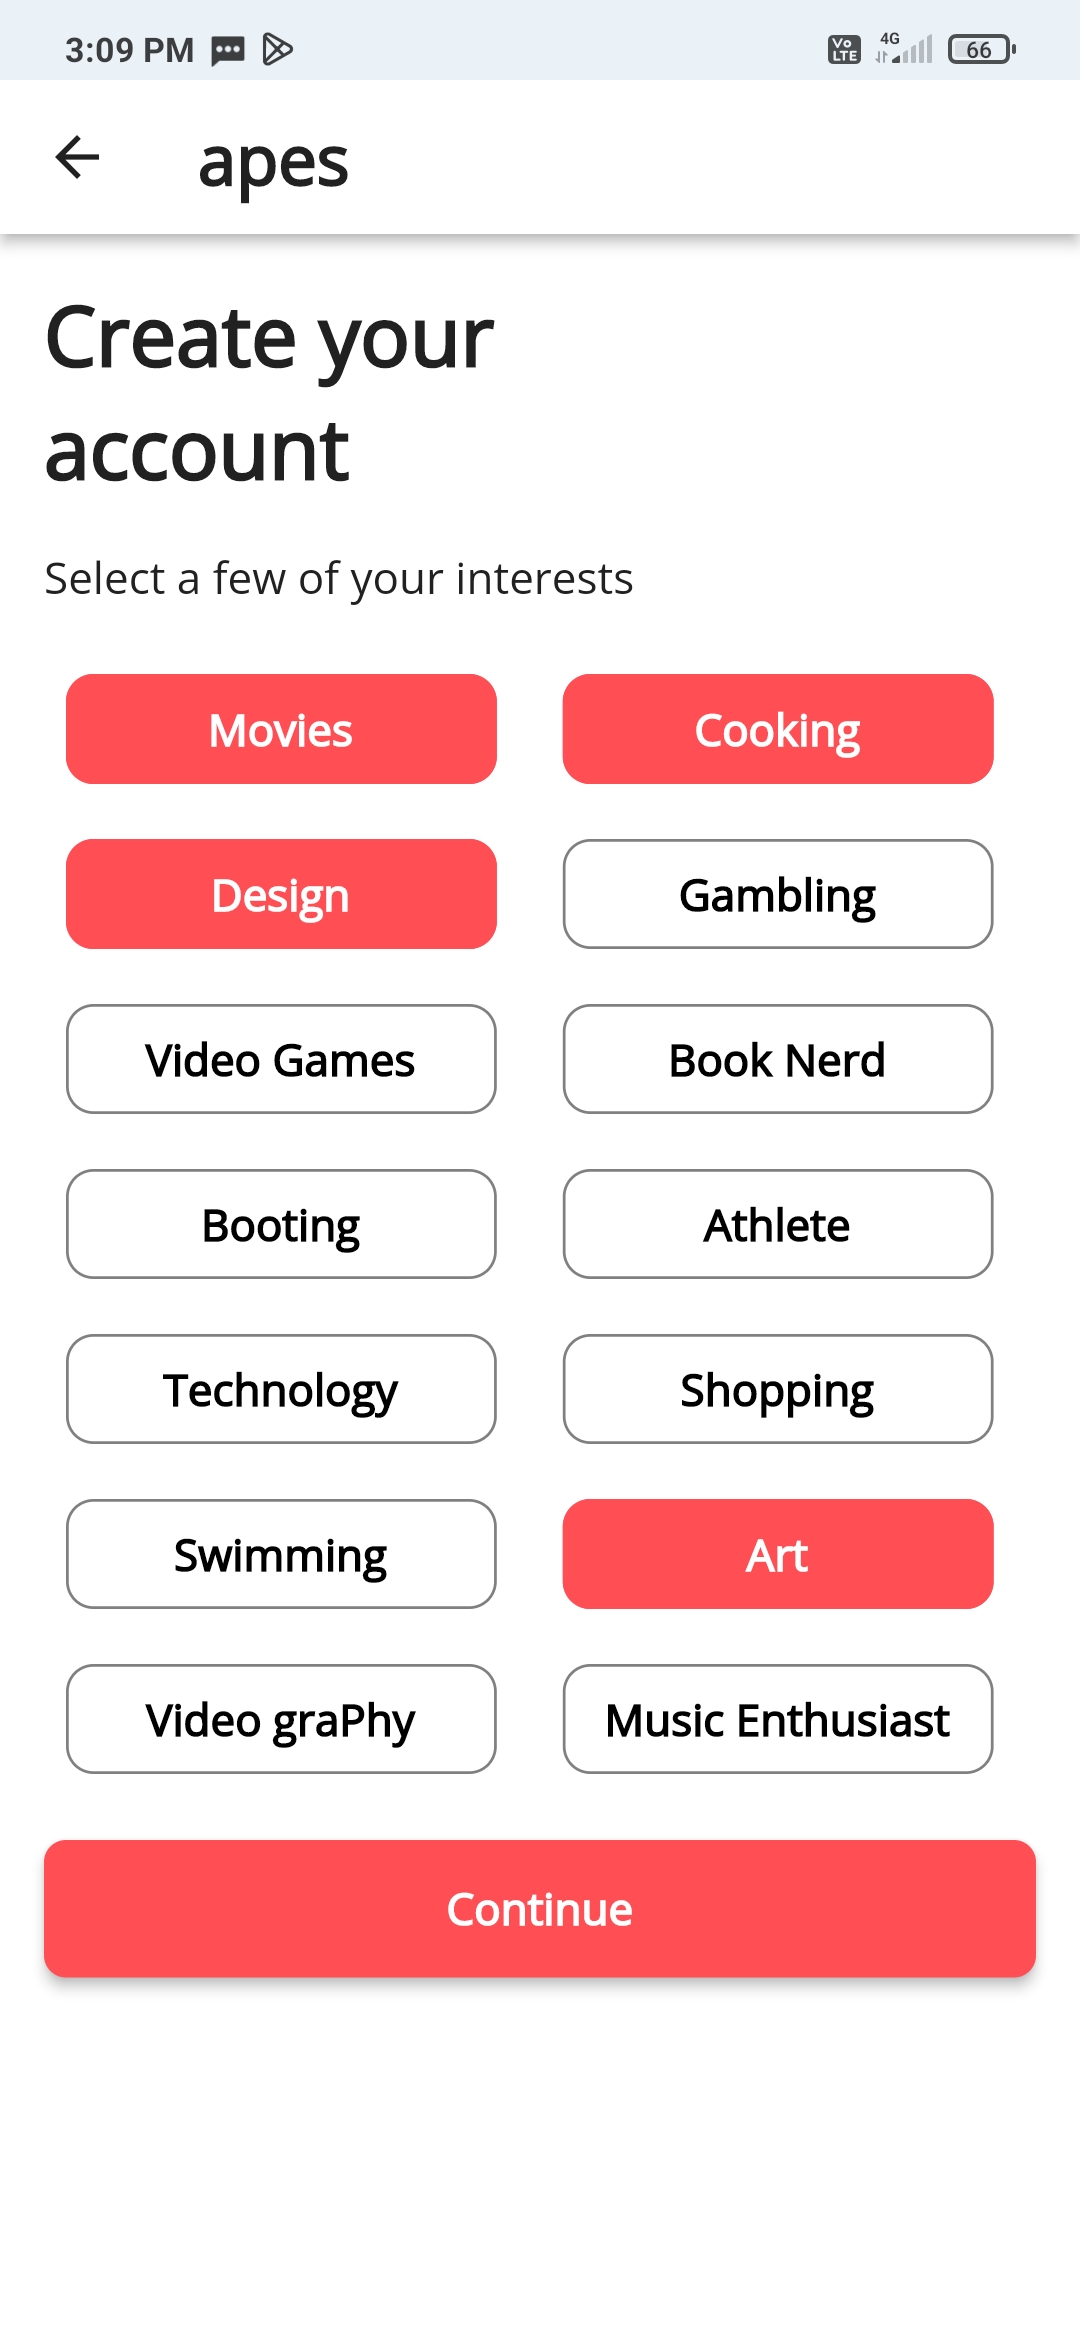 3:09 PM
Vo LTE 4G 66
apes
Create your
account
Select a few of your interests
Movies Cooking
Design Gambling
Video Games Book Nerd
Booting Athlete
Technology Shopping
Swimming Art
Video graPhy Music Enthusiast
Continue